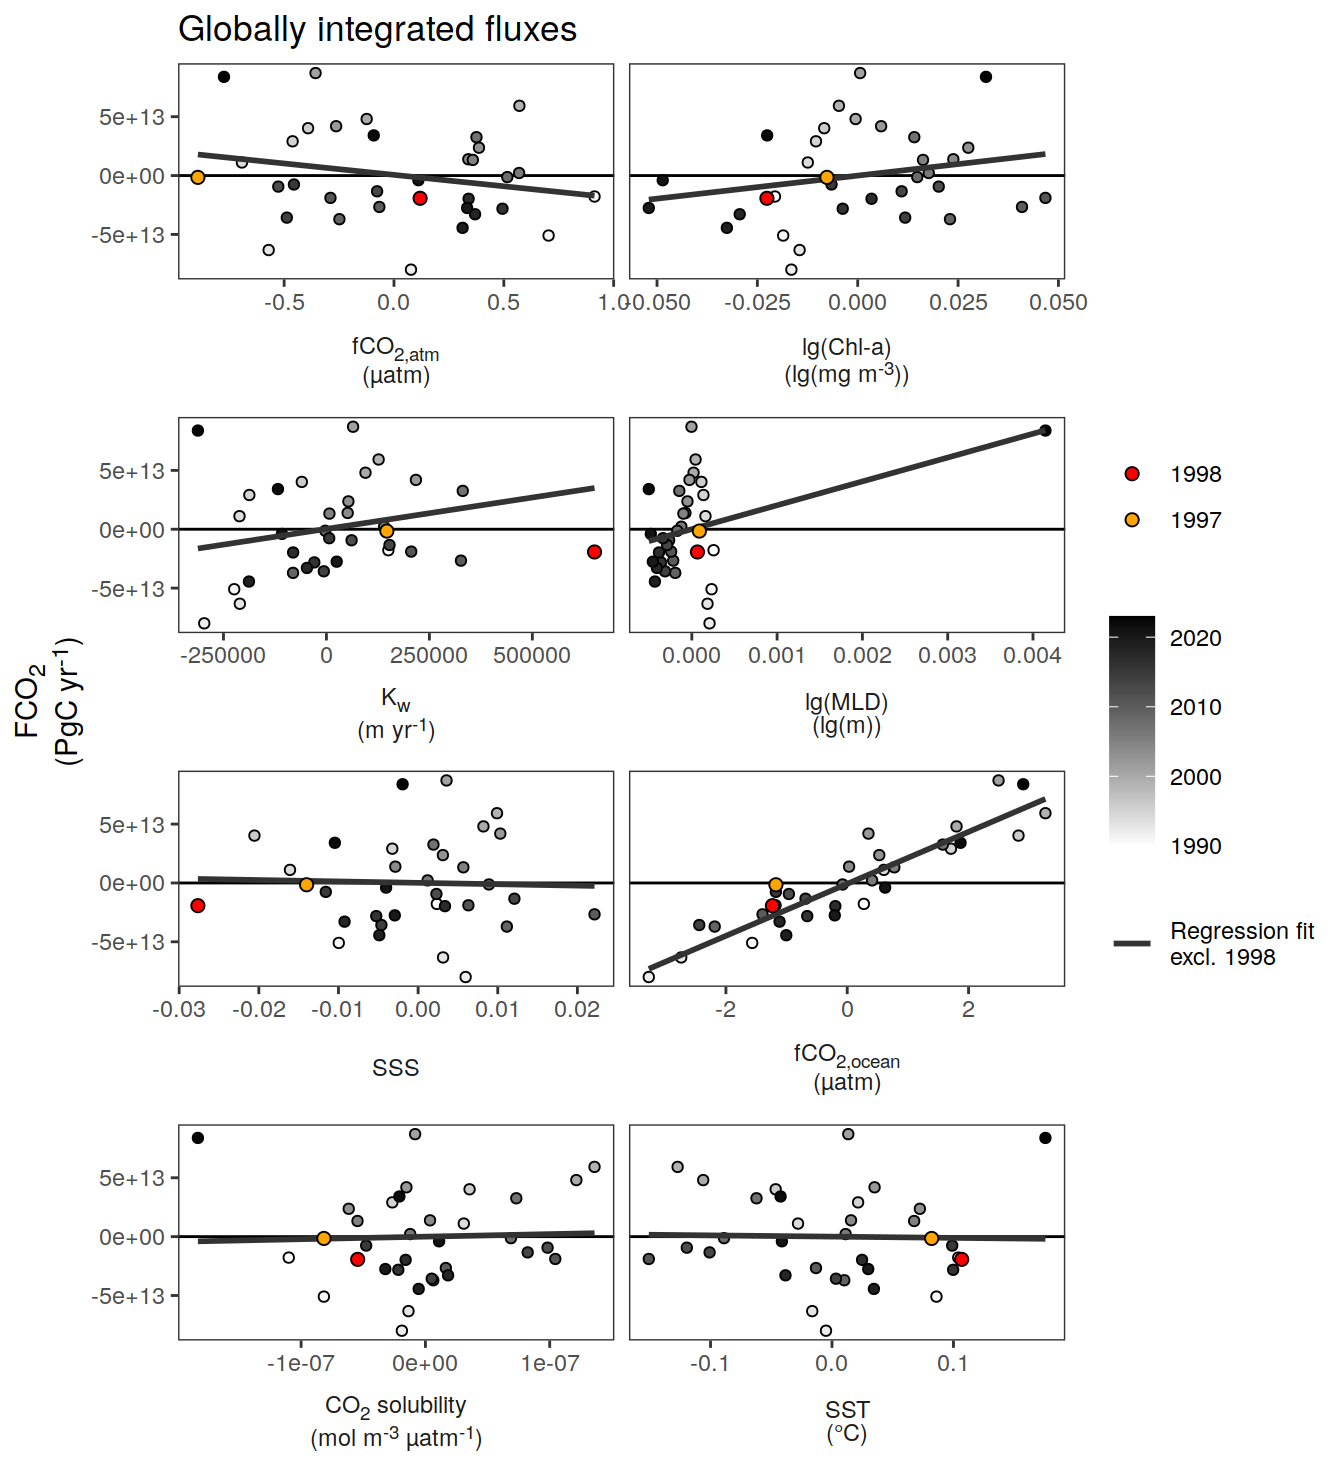 Globally integrated fluxes
5e+13
0e+00
-5e+13
-0.5 0.0 0.5 1.0
-0.050 -0.025 0.000 0.025 0.050
fCO2,atm
(µatm)
lg(Chl-a)
(lg(mg m-3))
5e+13
0e+00
-5e+13
-250000 0 250000 500000
0.000 0.001 0.002 0.003 0.004
Kw
(m yr-1)
lg(MLD)
(lg(m))
FCO2
(PgC yr-1)
5e+13
0e+00
-5e+13
-0.03 -0.02 -0.01 0.00 0.01 0.02
-2 0 2
SSS
fCO2,ocean
(µatm)
5e+13
0e+00
-5e+13
-1e-07 0e+00 1e-07
-0.1 0.0 0.1
CO2 solubility
(mol m-3 µatm-1)
SST
(°C)
1998
1997
2020
2010
2000
1990
Regression fit
excl. 1998